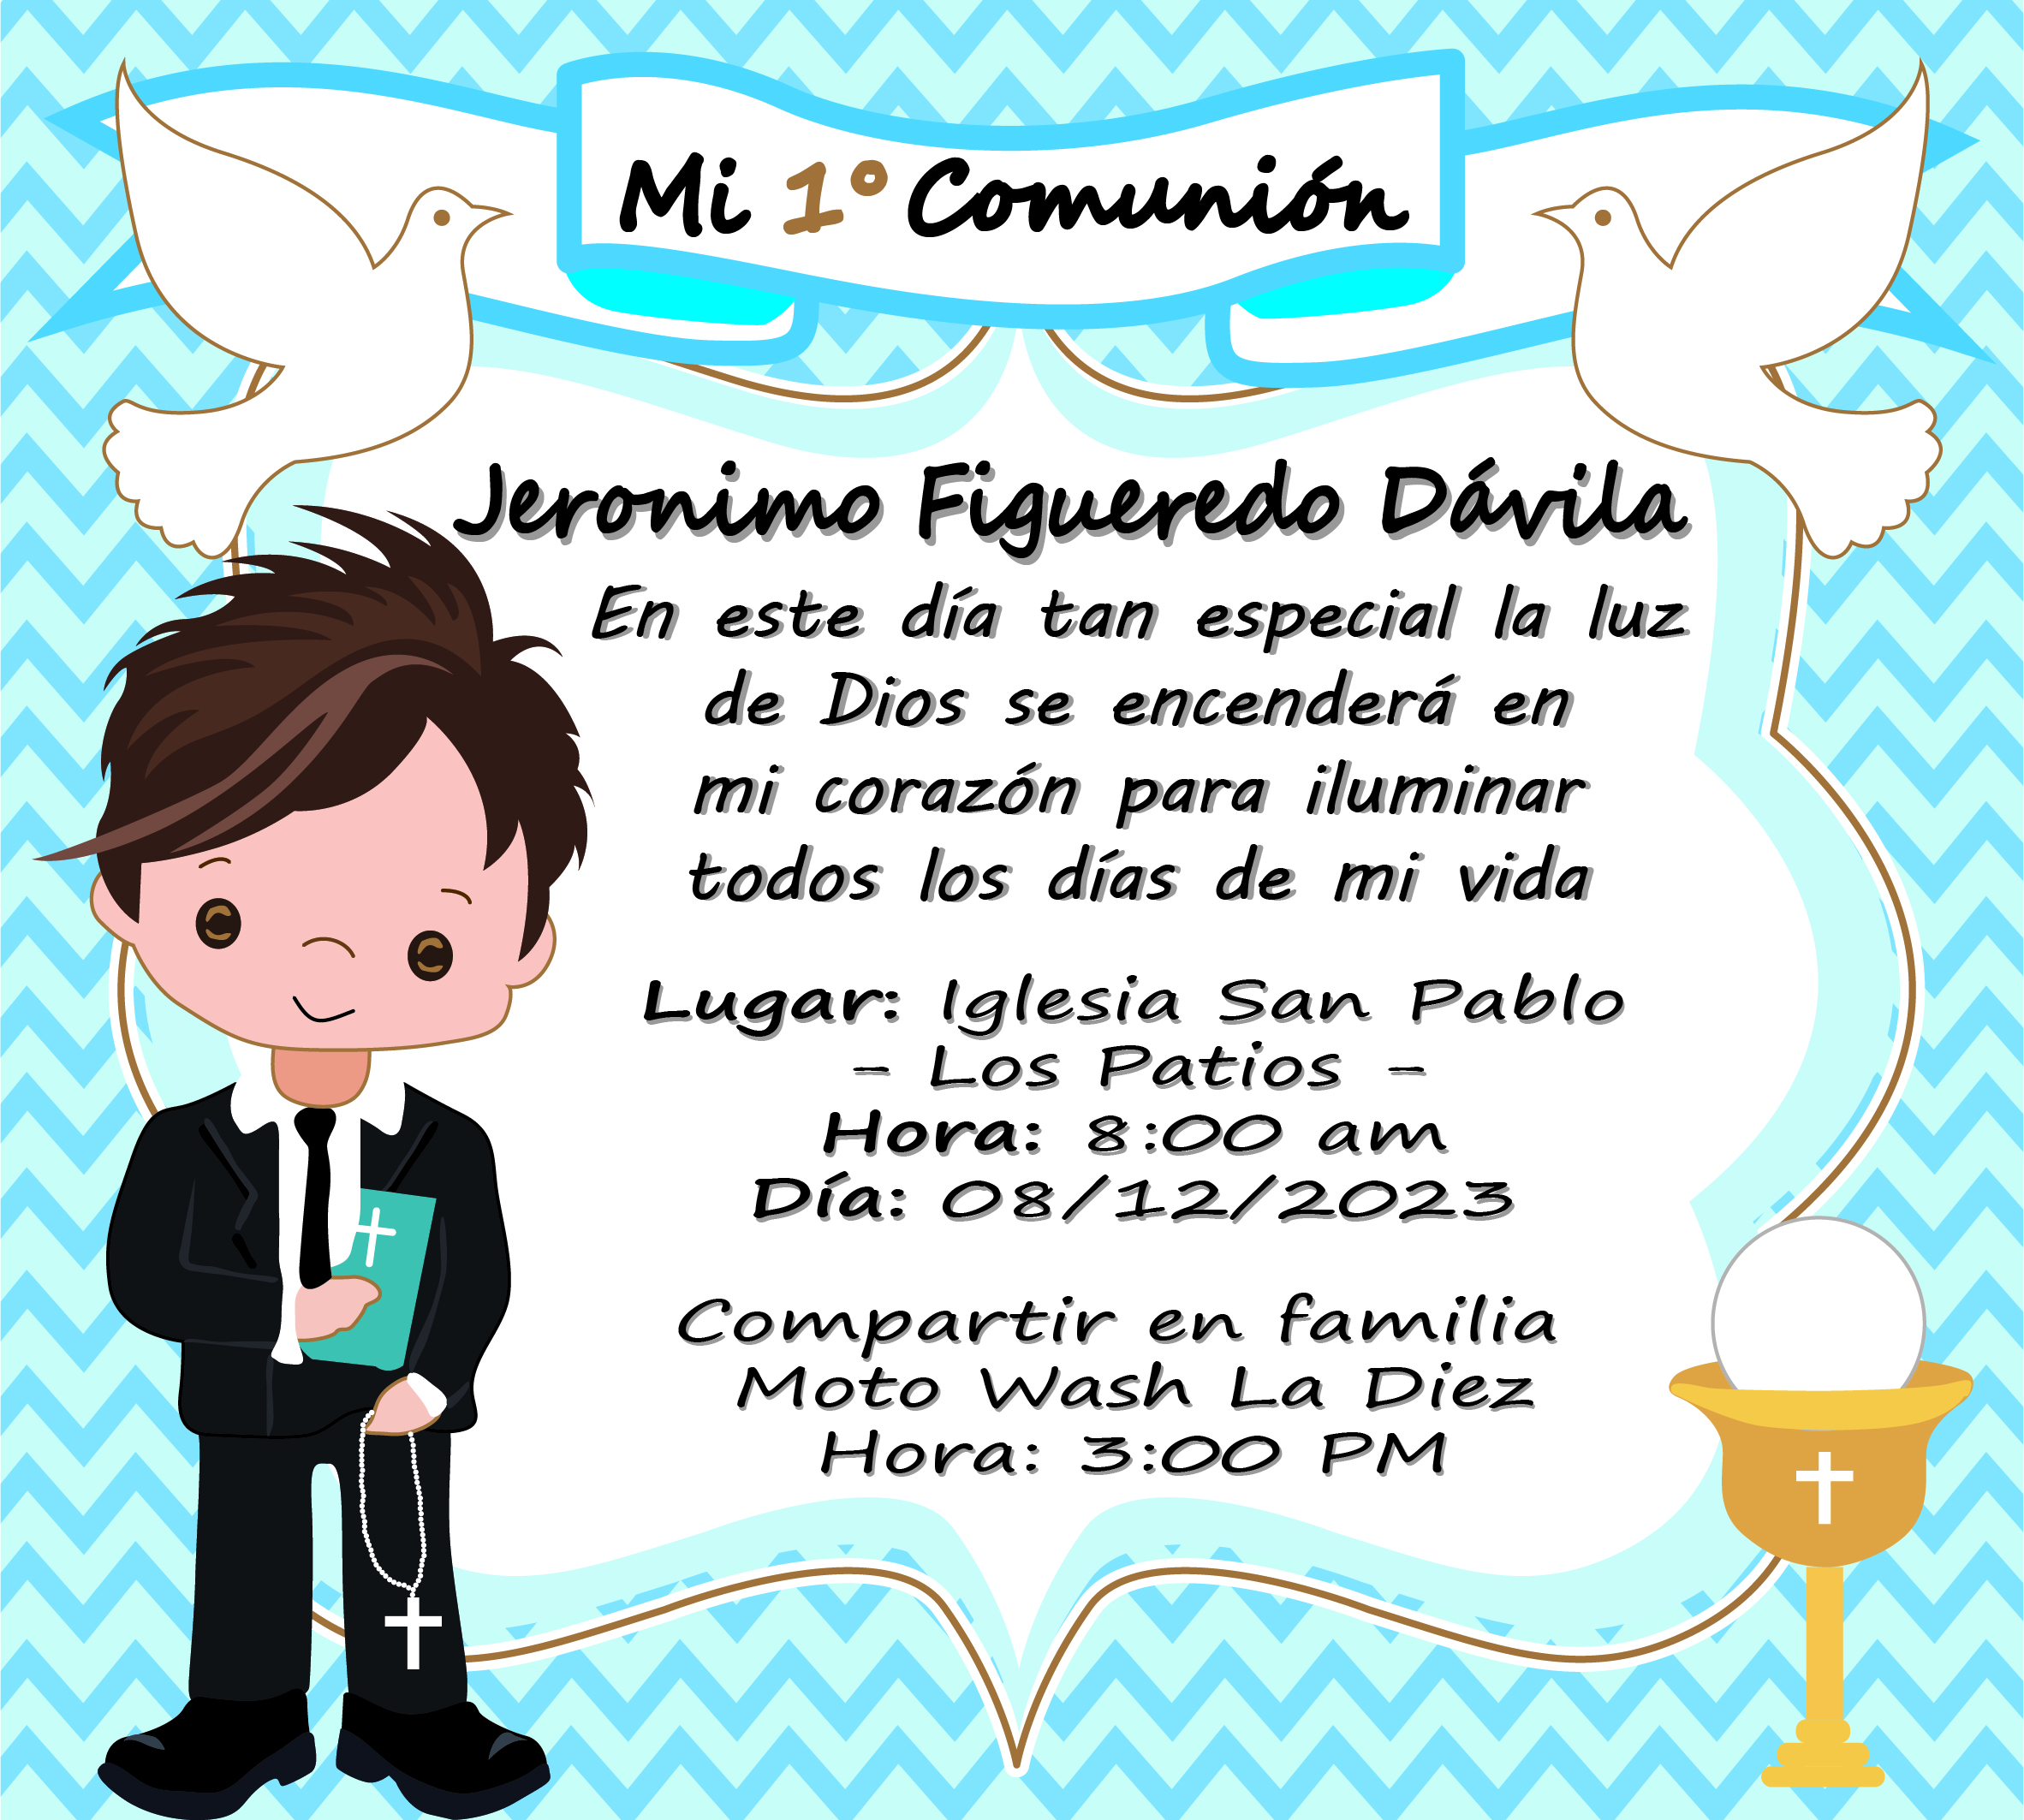 Mi 1° Comunión
Jeronimo Figueredo Dávila
En este día tan especial la luz
de Dios se encenderá en
mi corazón para iluminar
todos los días de mi vida
Lugar: Iglesia San Pablo
- Los Patios -
Hora: 8:00 am
Día: 08/12/2023
Compartir en familia
Moto Wash La Diez
Hora: 3:00 PM